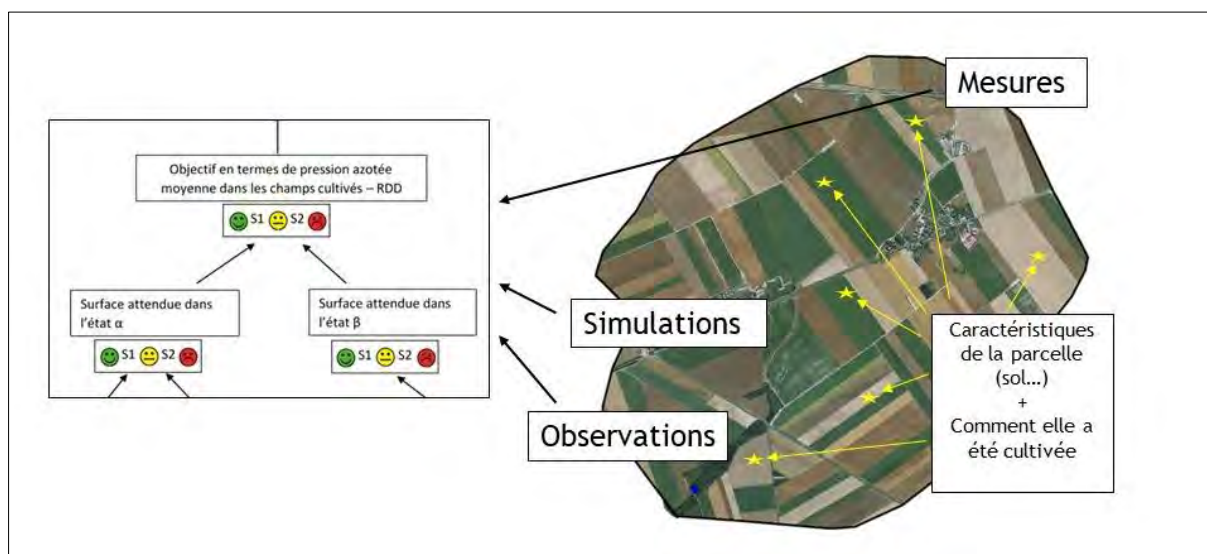 Mesures
Objectif en termes de pression azotée
moyenne dans les champs cultivés – RDD
S1 S2
Surface attendue dans
l'état α
S1 S2
Surface attendue dans
l'état β
S1 S2
Simulations
Observations
Caractéristiques
de la parcelle
(sol...)
+
Comment elle a
été cultivée